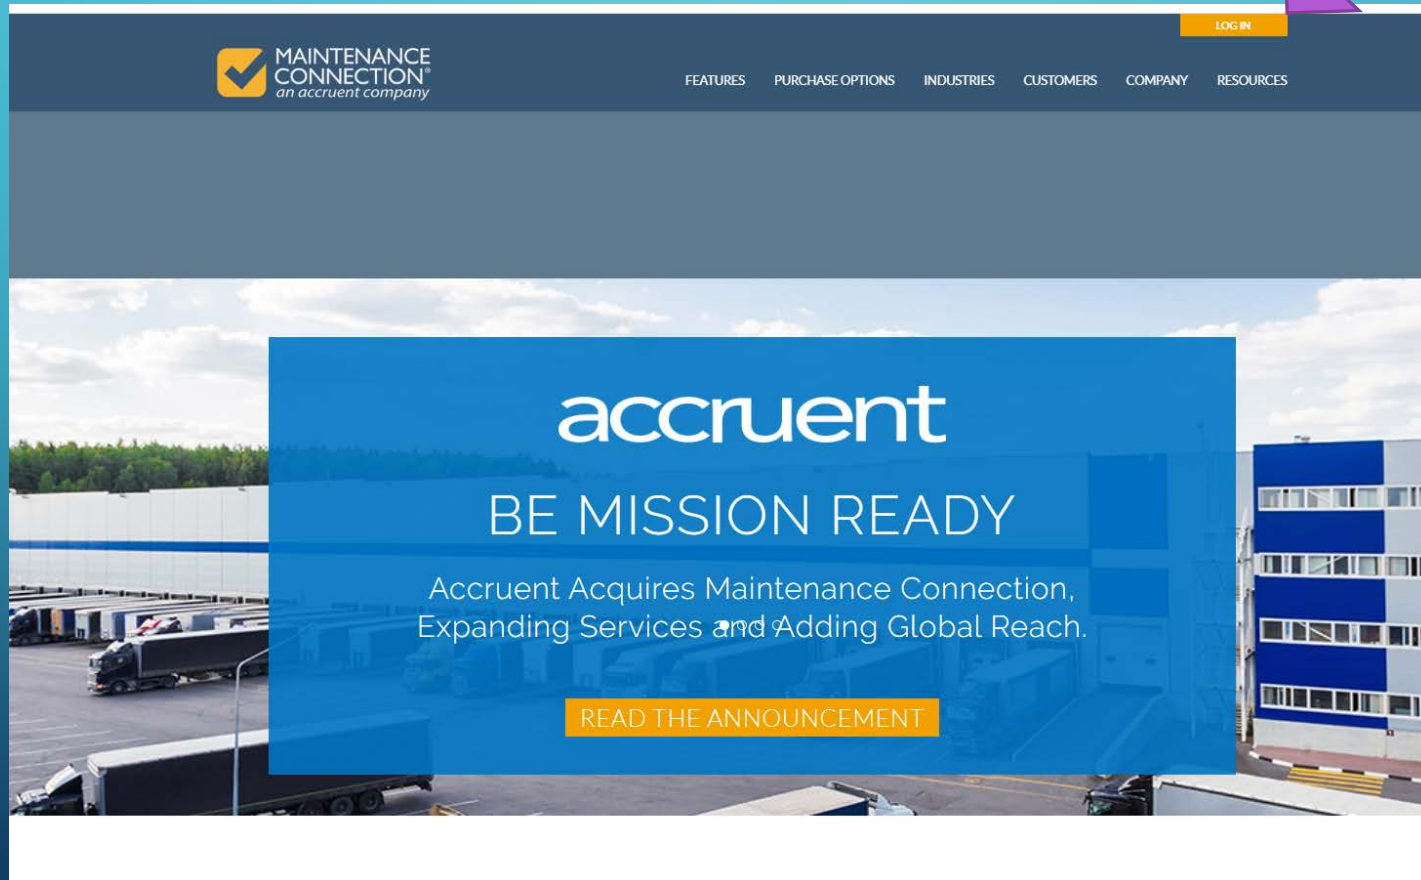 LOG IN
MAINTENANCE
CONNECTION®
an accruent company
FEATURES PURCHASE OPTIONS INDUSTRIES CUSTOMERS COMPANY RESOURCES
accruent
BE MISSION READY
Accruent Acquires Maintenance Connection,
Expanding Services and Adding Global Reach.
READ THE ANNOUNCEMENT